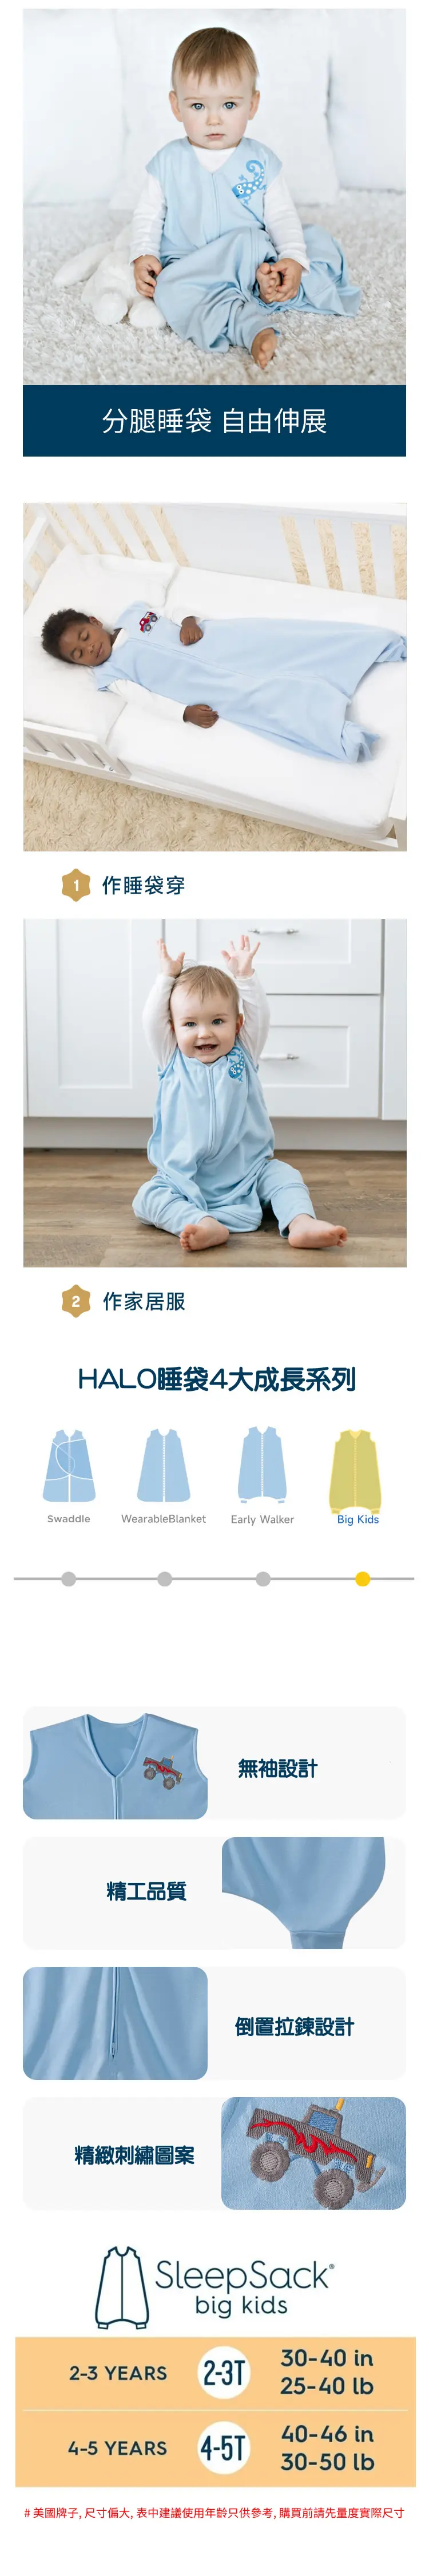 分腿睡袋 自由伸展
1 作睡袋穿
2 作家居服
HALO睡袋4大成長系列
Swaddle WearableBlanket Early Walker Big Kids
無袖設計
精工品質
倒置拉鍊設計
精緻刺繡圖案
SleepSack®
big kids
2-3 YEARS 2-3T 30-40 in
25-40 lb
4-5 YEARS 4-5T 40-46 in
30-50 lb
# 美國牌子, 尺寸偏大, 表中建議使用年齡只供參考, 購買前請先量度實際尺寸